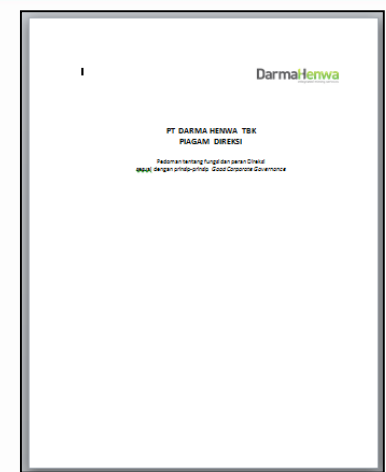 DarmaHenwa
PT DARMA HENWA TBK
PIAGAM DIREKSI
Pedoman tentang fungsi dan peran Direksi
dengan prinsip-prinsip Good Corporate Governance